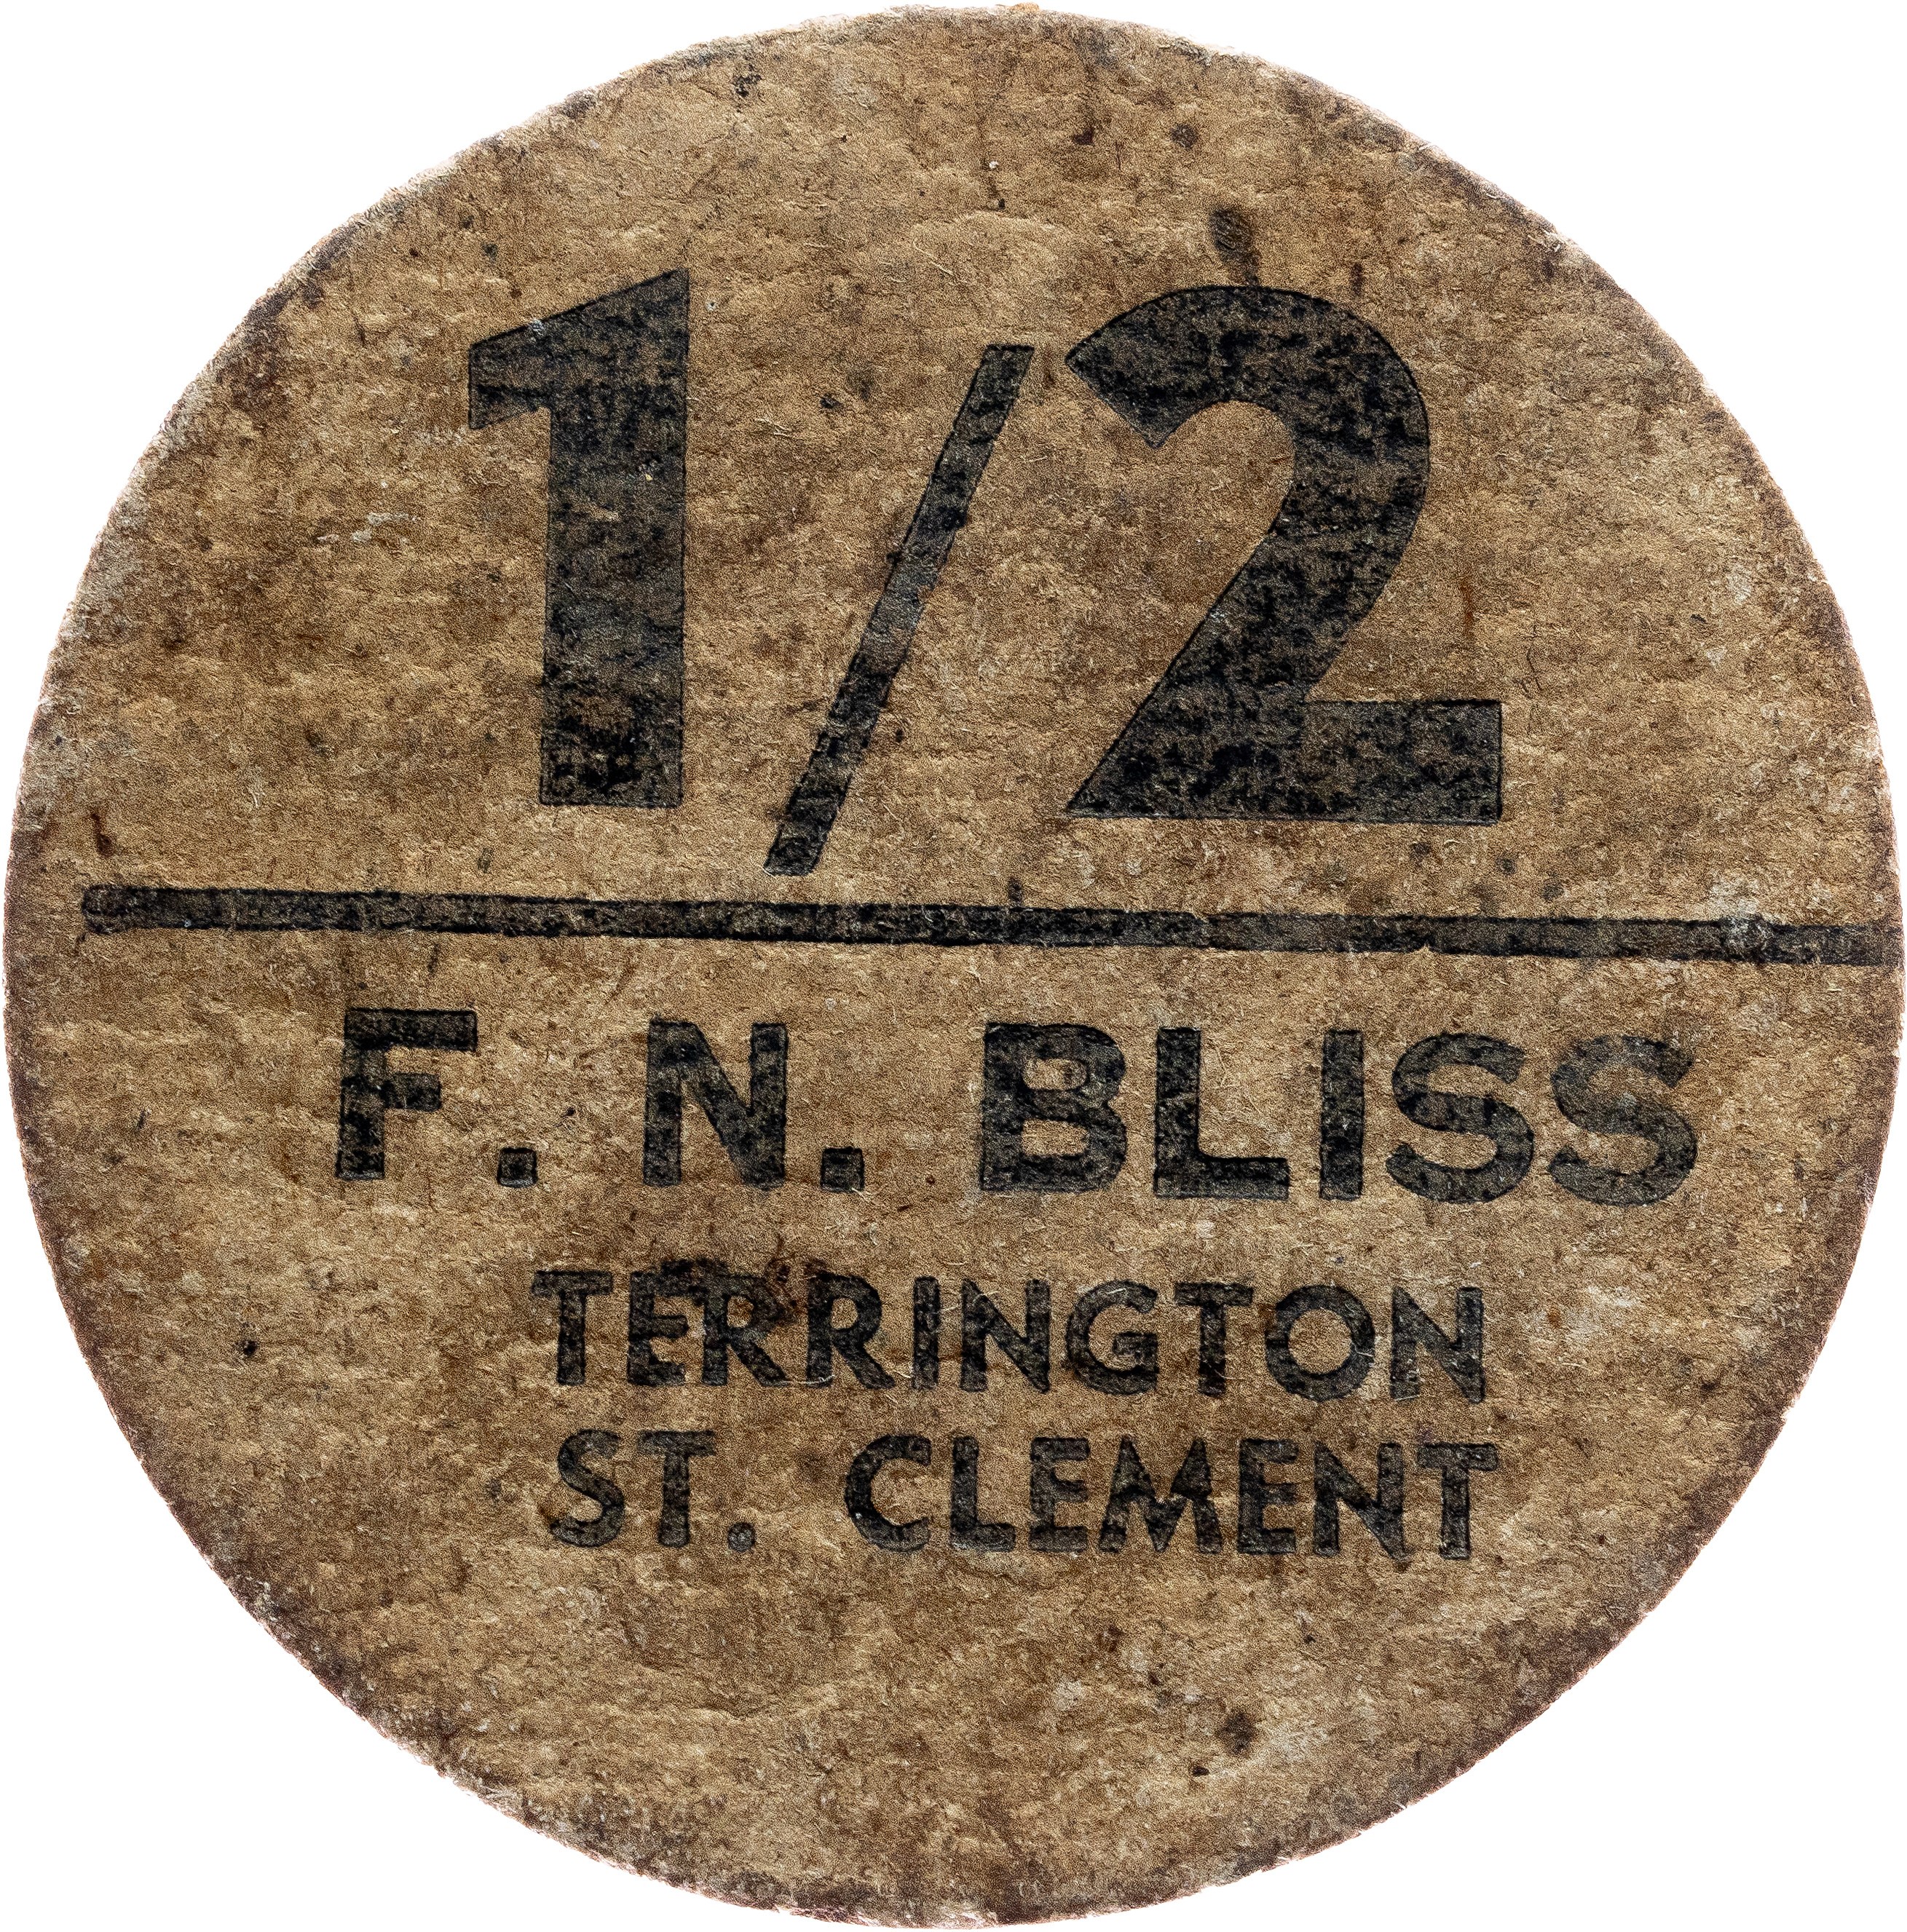 1/2
F. N. BLISS
TERRINGTON
ST. CLEMENT